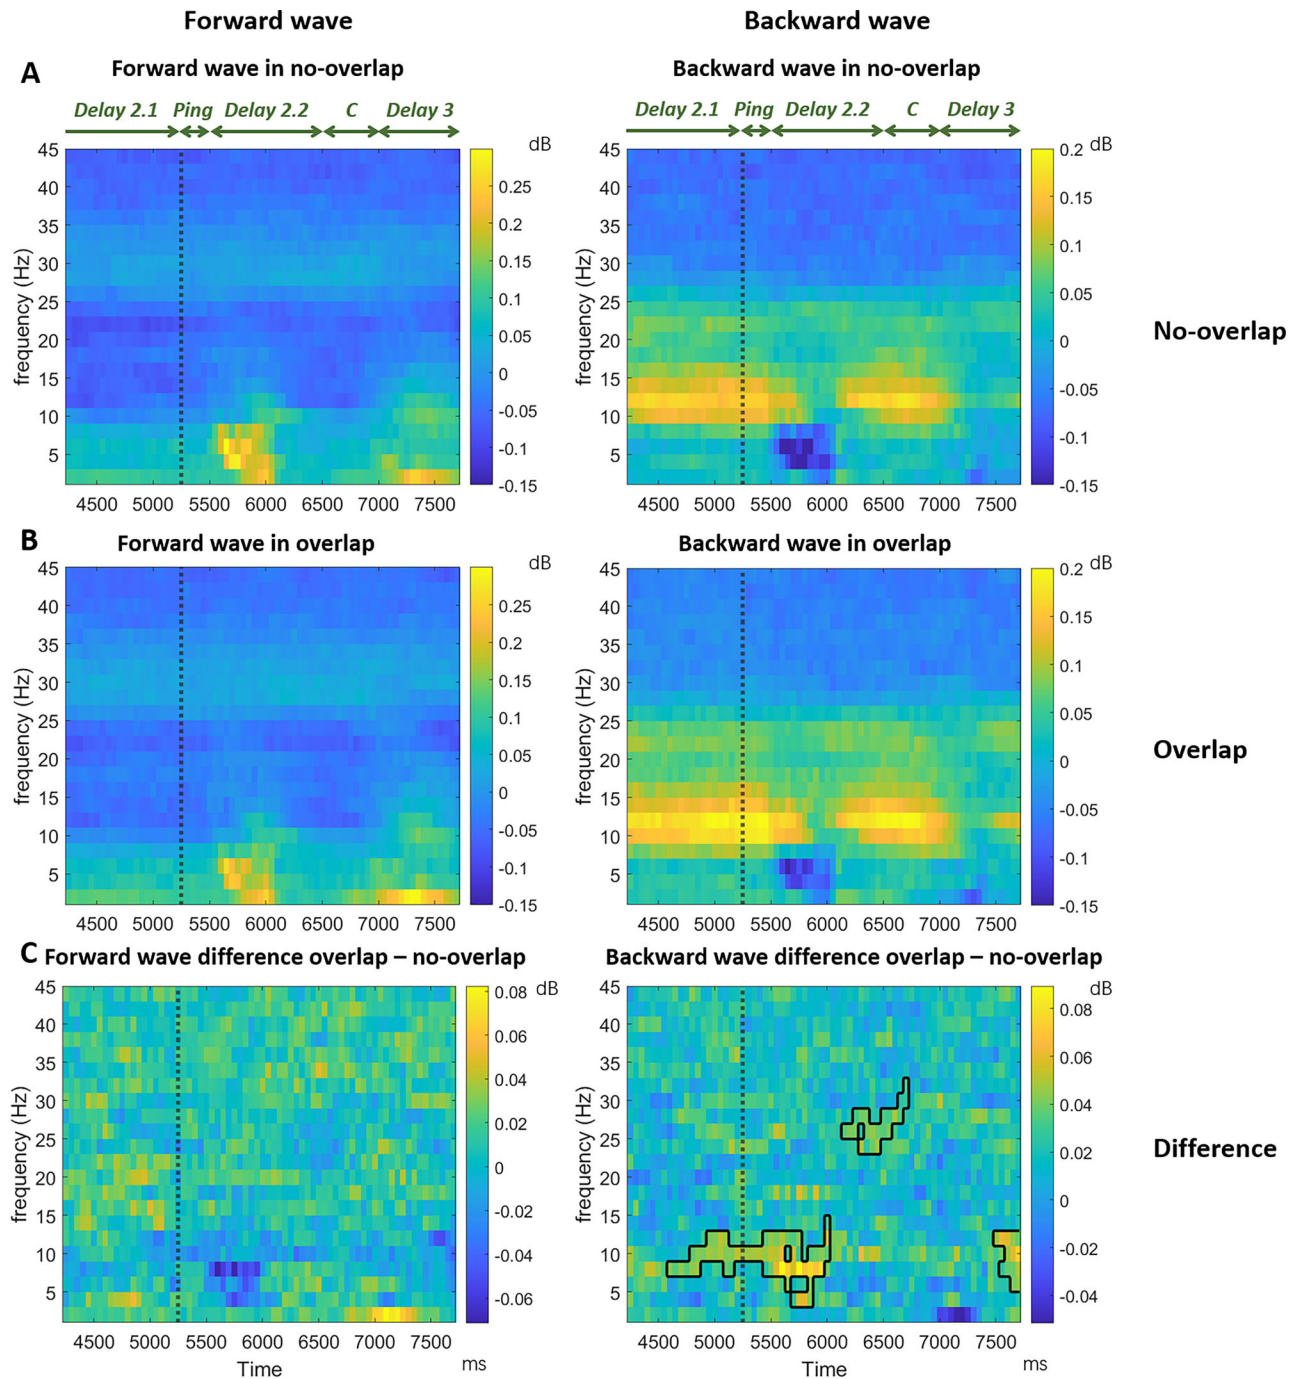 Forward wave
Backward wave
A
Forward wave in no-overlap
Backward wave in no-overlap
Delay 2.1 Ping Delay 2.2 C Delay 3
Delay 2.1 Ping Delay 2.2 C Delay 3
dB
45
40
35
30
25
20
15
10
5
frequency (Hz)
4500 5000 5500 6000 6500 7000 7500
0.25
0.2
0.15
0.1
0.05
0
-0.05
-0.1
-0.15
dB
45
40
35
30
25
20
15
10
5
frequency (Hz)
4500 5000 5500 6000 6500 7000 7500
0.2
0.15
0.1
0.05
0
-0.05
-0.1
-0.15
No-overlap
B
Forward wave in overlap
Backward wave in overlap
dB
45
40
35
30
25
20
15
10
5
frequency (Hz)
4500 5000 5500 6000 6500 7000 7500
0.25
0.2
0.15
0.1
0.05
0
-0.05
-0.1
-0.15
dB
45
40
35
30
25
20
15
10
5
frequency (Hz)
4500 5000 5500 6000 6500 7000 7500
0.2
0.15
0.1
0.05
0
-0.05
-0.1
-0.15
Overlap
C
Forward wave difference overlap – no-overlap
Backward wave difference overlap – no-overlap
dB
45
40
35
30
25
20
15
10
5
frequency (Hz)
4500 5000 5500 6000 6500 7000 7500
Time
ms
0.08
0.06
0.04
0.02
0
-0.02
-0.04
-0.06
dB
45
40
35
30
25
20
15
10
5
frequency (Hz)
4500 5000 5500 6000 6500 7000 7500
Time
ms
0.08
0.06
0.04
0.02
0
-0.02
-0.04
Difference